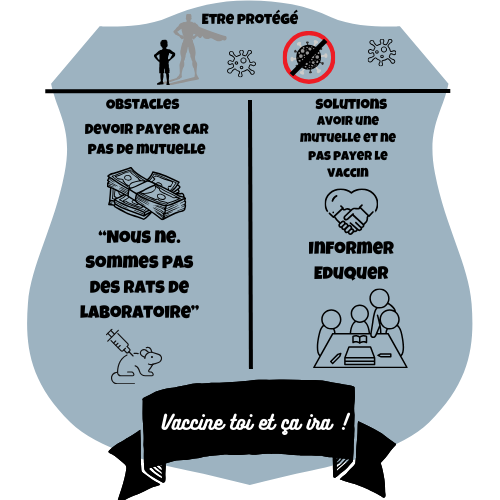 ETRE PROTÉGÉ
OBSTACLES
DEVOIR PAYER CAR
PAS DE MUTUELLE
"NOUS NE.
SOMMES PAS
DES RATS DE
LABORATOIRE"
SOLUTIONS
AVOIR UNE
MUTUELLE ET NE
PAS PAYER LE
VACCIN
INFORMER
EDUQUER
Vaccine toi et ça ira !